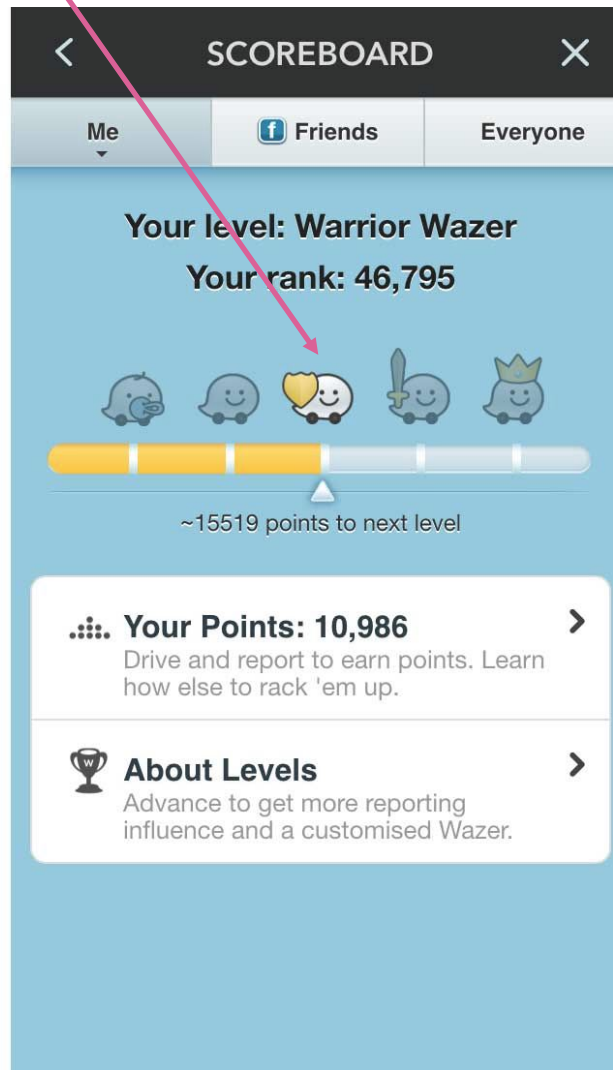 SCOREBOARD
Me
Friends
Everyone
Your level: Warrior Wazer
Your rank: 46,795
~15519 points to next level
Your Points: 10,986
Drive and report to earn points. Learn
how else to rack 'em up.
About Levels
Advance to get more reporting
influence and a customised Wazer.